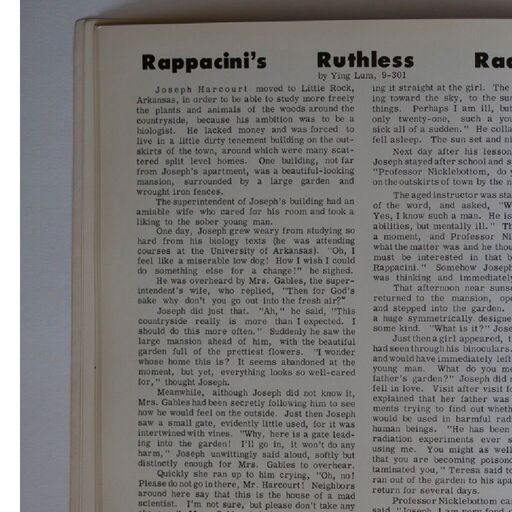 Rappacini's Ruthless
by Ying Lum, 9-301
Joseph Harcourt moved to Little Rock,
Arkansas, in order to be able to study more freely
the plants and animals of the woods around the
countryside, because his ambition was to be a
biologist. He lacked money and was forced to
live in a little dirty tenement building on the out-
skirts of the town, around which were many scat-
tered split level homes. One building, not far
from Joseph's apartment, was a beautiful-looking
mansion, surrounded by a large garden and
wrought iron fences.
The superintendent of Joseph's building had an
amiable wife who cared for his room and took a
liking to the sober young man.
One day, Joseph grew weary from studying so
hard from his biology texts (he was attending
courses at the University of Arkansas). "Oh, I
feel like a miserable low dog! How I wish I could
do something else for a change!" he sighed.
He was overheard by Mrs. Gables, the super-
intendent's wife, who replied, "Then for God's
sake why don't you go out into the fresh air?"
Joseph did just that. "Ah," he said, "This
countryside really is more than I expected. I
should do this more often." Suddenly he saw the
large mansion ahead of him, with the beautiful
garden full of the prettiest flowers. "I wonder
whose home this is? It seems abandoned at the
moment, but yet, everything looks so well-cared
for," thought Joseph.
Meanwhile, although Joseph did not know it,
Mrs. Gables had been secretly following him to see
how he would feel on the outside. Just then Joseph
saw a small gate, evidently little used, for it was
intertwined with vines. "Why, here is a gate lead-
ing into the garden! I'll go in, it won't do any
harm," Joseph unwittingly said aloud, softly but
distinctly enough for Mrs. Gables to overhear.
Quickly she ran up to him crying, "Oh, no!
Please do not go in there, Mr. Harcourt! Neighbors
around here say that this is the house of a mad
scientist. I'm not sure, but please don't take any
ing it straight at the girl. The
ing toward the sky, to the sun
things. Perhaps I am ill, but
only twenty-one, such a you
sick all of a sudden." He colla
fell asleep. The sun set and ni
Next day after his lesson
Joseph stayed after school and s
"Professor Nicklebottom, do y
on the outskirts of town by the n
The aged instructor was sta
of the word, and asked, "W
Yes, I know such a man. He is
abilities, but mentally ill." Th
a moment, and Professor Ni
what the matter was and he thou
must be interested in that b
Rappacini." Somehow Joseph
was thinking and immediately
That afternoon near sunse
returned to the mansion, ope
and stepped into the garden.
a huge symmetrically designe
some kind. "What is it?" Jose
Just then a girl appeared, t
had seen through his binoculars.
and would have immediately left
young man. What do you me
father's garden?" Joseph did n
fell in love. Visit after visit fo
explained that her father was
ments trying to find out wheth
would be used in harmful radi
human beings. "He has been
radiation experiments ever s
using me. You might as well
that you are becoming poison
taminated you," Teresa said to
ran out of the garden to his apa
return for several days.
Professor Nicklebottom ca